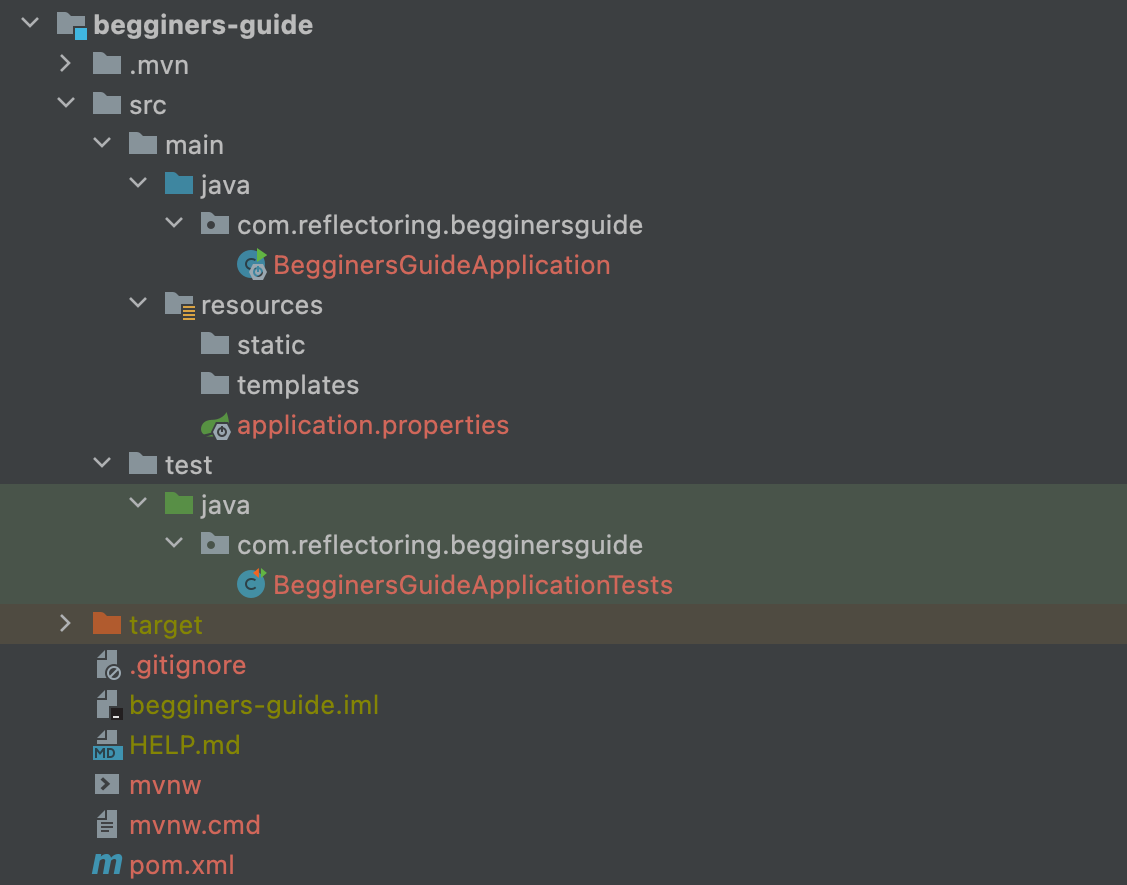 begginers-guide
.mvn
src
main
java
com.reflectoring.begginersguide
BegginersGuideApplication
resources
static
templates
application.properties
test
java
com.reflectoring.begginersguide
BegginersGuideApplicationTests
target
.gitignore
begginers-guide.iml
HELP.md
mvnw
mvnw.cmd
pom.xml